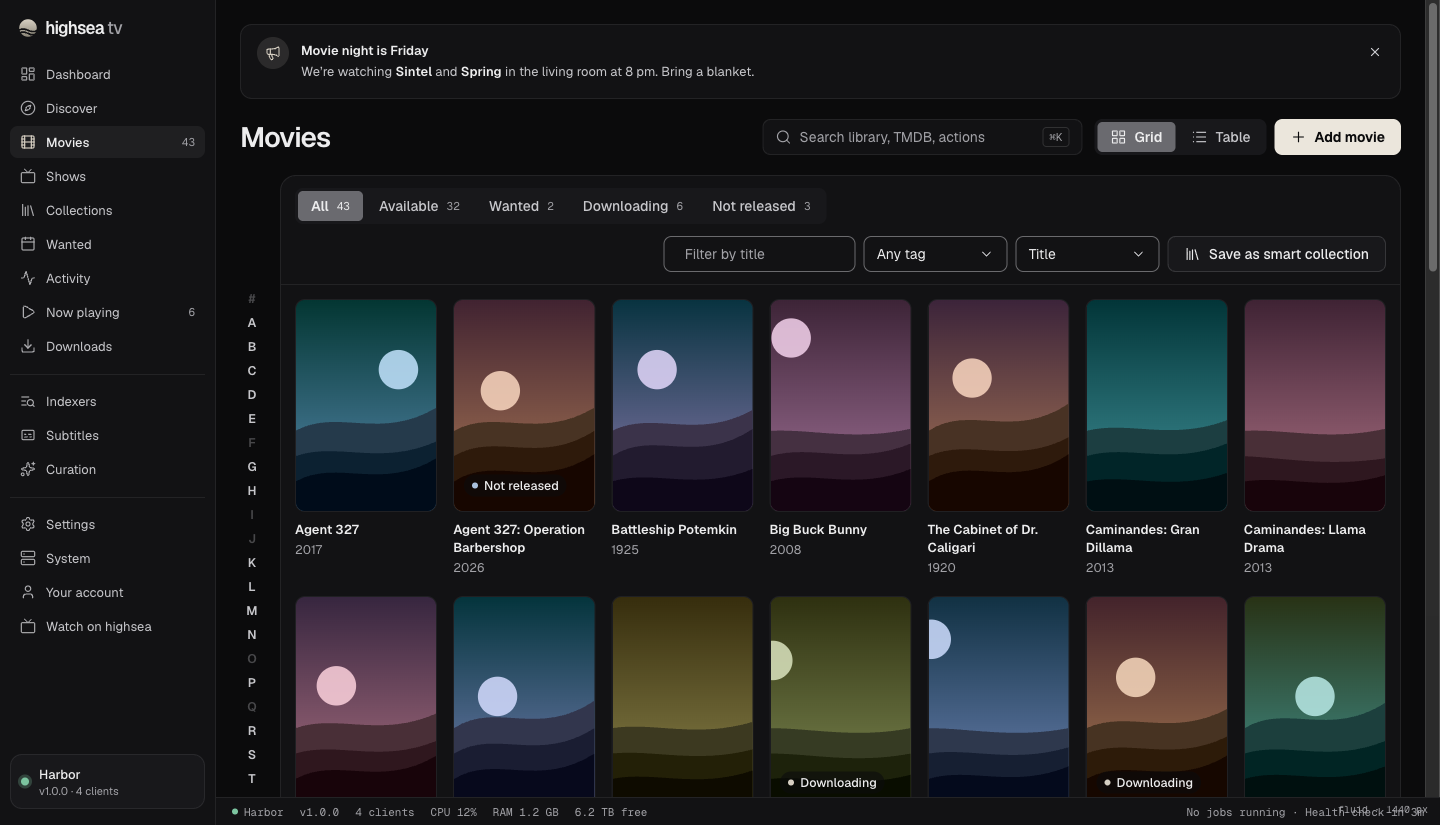 highsea tv
Dashboard
Discover
Movies 43
Shows
Collections
Wanted
Activity
Now playing 6
Downloads
Indexers
Subtitles
Curation
Settings
System
Your account
Watch on highsea
Harbor
v1.0.0 · 4 clients
Movie night is Friday
We're watching Sintel and Spring in the living room at 8 pm. Bring a blanket.
Movies
Search library, TMDB, actions ⌘K
Grid
Table
Add movie
All 43
Available 32
Wanted 2
Downloading 6
Not released 3
Filter by title
Any tag
Title
Save as smart collection
#
A
B
C
D
E
F
G
H
I
J
K
L
M
N
O
P
Q
R
S
T
Not released
Agent 327
2017
Agent 327: Operation
Barbershop
2026
Battleship Potemkin
1925
Big Buck Bunny
2008
The Cabinet of Dr.
Caligari
1920
Caminandes: Gran
Dillama
2013
Caminandes: Llama
Drama
2013
Downloading
Downloading
Harbor v1.0.0 4 clients CPU 12% RAM 1.2 GB 6.2 TB free
No jobs running · Health check in 3m
fluid · 1440 px